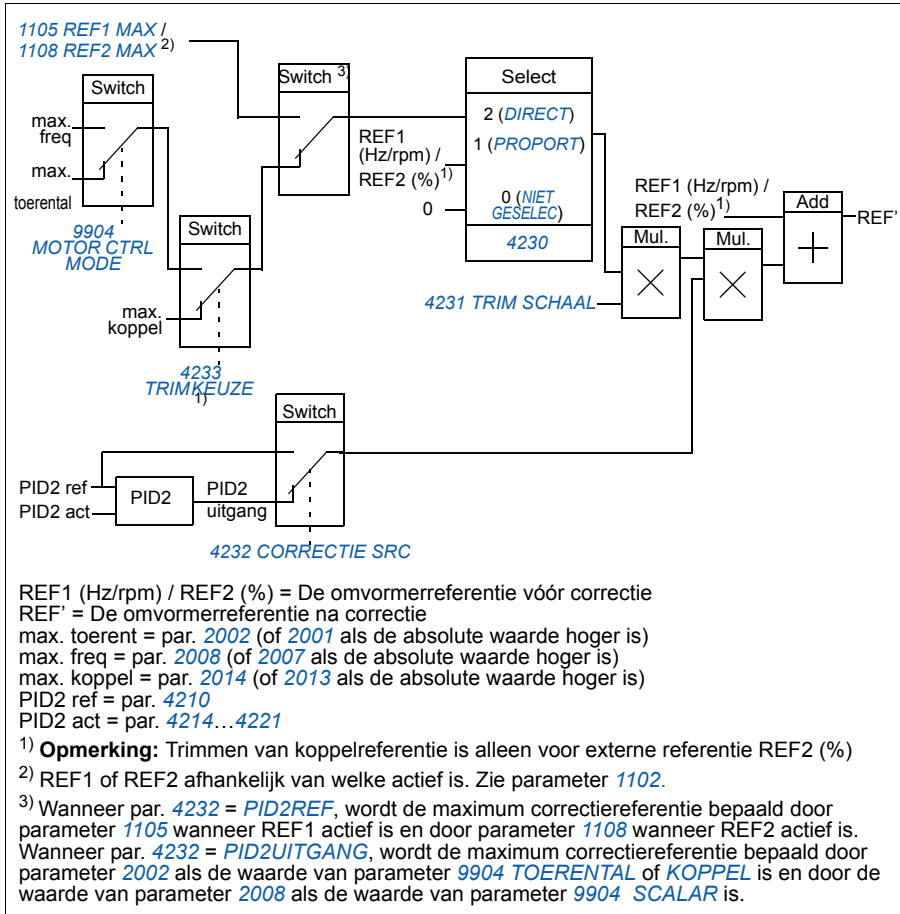 1105 REF1 MAX /
1108 REF2 MAX 2)
Switch
max.
freq
max.
toerental
9904
MOTOR CTRL
MODE
Switch
max.
koppel
4233
TRIMKEUZE
1)
Switch 3)
REF1
(Hz/rpm) /
REF2 (%)1)
0
Select
2 (DIRECT)
1 (PROPORT)
0 (NIET
GESELEC)
4230
4231 TRIM SCHAAL
Mul.
×
Mul.
×
REF1 (Hz/rpm) /
REF2 (%)1)
Add
+
REF'
Switch
PID2 ref
PID2 act
PID2
PID2
uitgang
4232 CORRECTIE SRC
REF1 (Hz/rpm) / REF2 (%) = De omvormerreferentie vóór correctie
REF’ = De omvormerreferentie na correctie
max. toerent = par. 2002 (of 2001 als de absolute waarde hoger is)
max. freq = par. 2008 (of 2007 als de absolute waarde hoger is)
max. koppel = par. 2014 (of 2013 als de absolute waarde hoger is)
PID2 ref = par. 4210
PID2 act = par. 4214…4221
1) Opmerking: Trimmen van koppelreferentie is alleen voor externe referentie REF2 (%)
2) REF1 of REF2 afhankelijk van welke actief is. Zie parameter 1102.
3) Wanneer par. 4232 = PID2REF, wordt de maximum correctiereferentie bepaald door
parameter 1105 wanneer REF1 actief is en door parameter 1108 wanneer REF2 actief is.
Wanneer par. 4232 = PID2UITGANG, wordt de maximum correctiereferentie bepaald door
parameter 2002 als de waarde van parameter 9904 TOERENTAL of KOPPEL is en door de
waarde van parameter 2008 als de waarde van parameter 9904 SCALAR is.